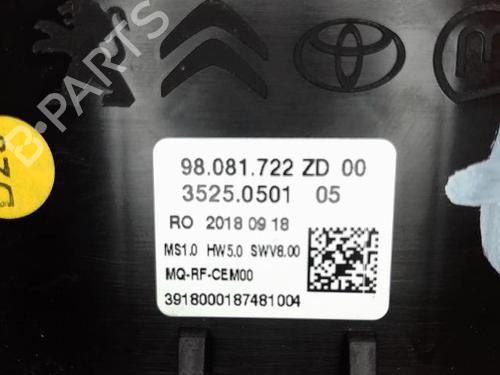 98.081.722 ZD 00
3525.0501 05
RO 2018 09 18
MS1.0 HW5.0 SWV8.00
MQ-RF-CEM00
3918000187481004
B-PARTS